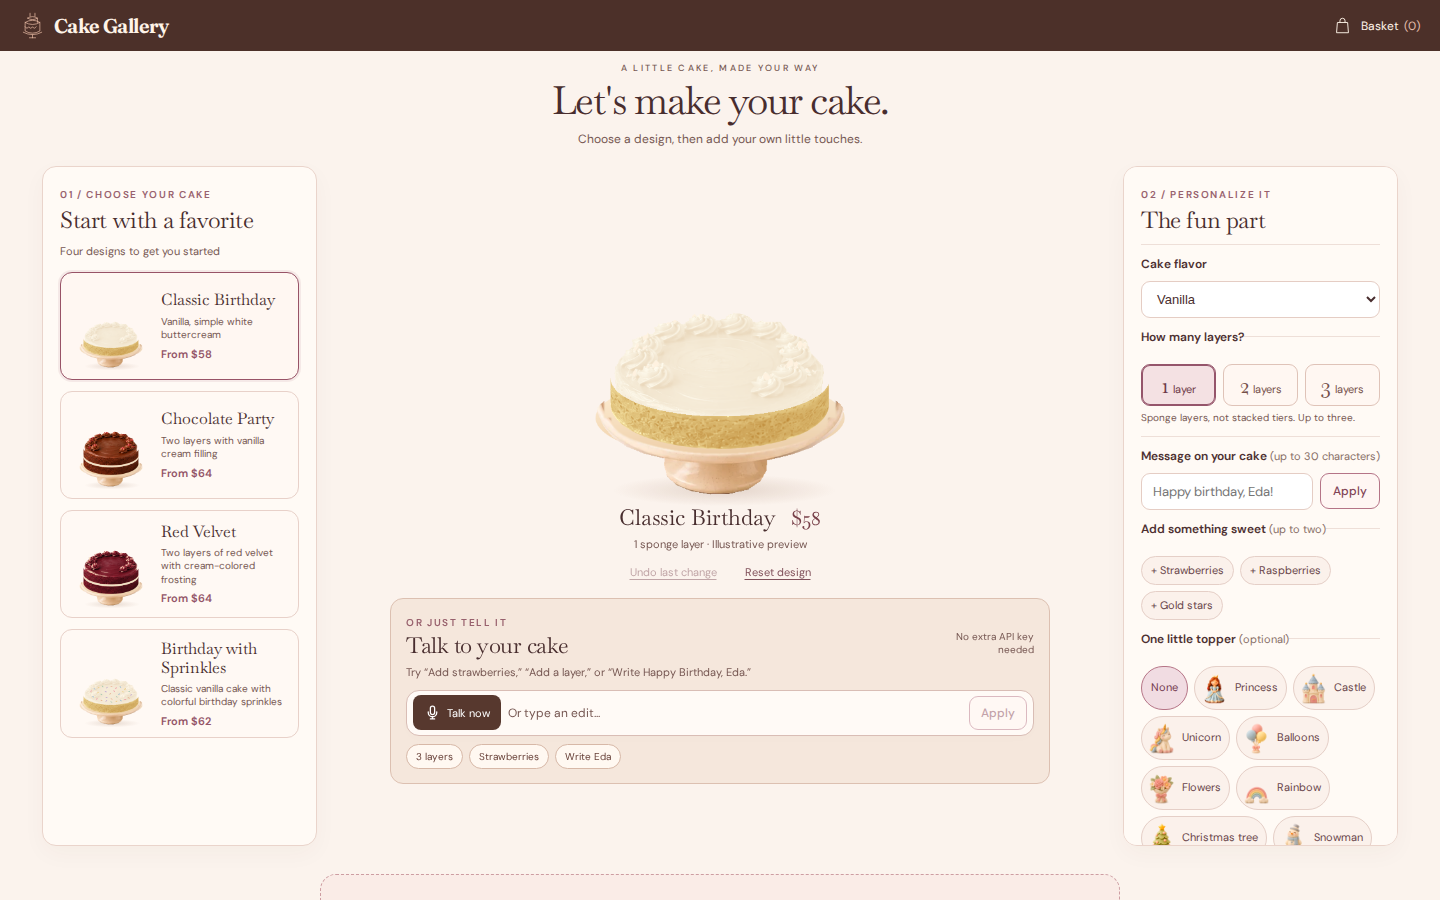 Cake Gallery
Basket (0)
A LITTLE CAKE, MADE YOUR WAY
Let's make your cake.
Choose a design, then add your own little touches.
01 / CHOOSE YOUR CAKE
Start with a favorite
Four designs to get you started
Classic Birthday
Vanilla, simple white
buttercream
From $58
Chocolate Party
Two layers with vanilla
cream filling
From $64
Red Velvet
Two layers of red velvet
with cream-colored
frosting
From $64
Birthday with
Sprinkles
Classic vanilla cake with
colorful birthday sprinkles
From $62
Classic Birthday $58
1 sponge layer · Illustrative preview
Undo last change Reset design
OR JUST TELL IT
Talk to your cake
No extra API key
needed
Try “Add strawberries,” “Add a layer,” or “Write Happy Birthday, Eda.”
Talk now Or type an edit... Apply
3 layers Strawberries Write Eda
02 / PERSONALIZE IT
The fun part
Cake flavor
Vanilla
How many layers?
1 layer 2 layers 3 layers
Sponge layers, not stacked tiers. Up to three.
Message on your cake (up to 30 characters)
Happy birthday, Eda! Apply
Add something sweet (up to two)
+ Strawberries + Raspberries
+ Gold stars
One little topper (optional)
None Princess Castle
Unicorn Balloons
Flowers Rainbow
Christmas tree Snowman